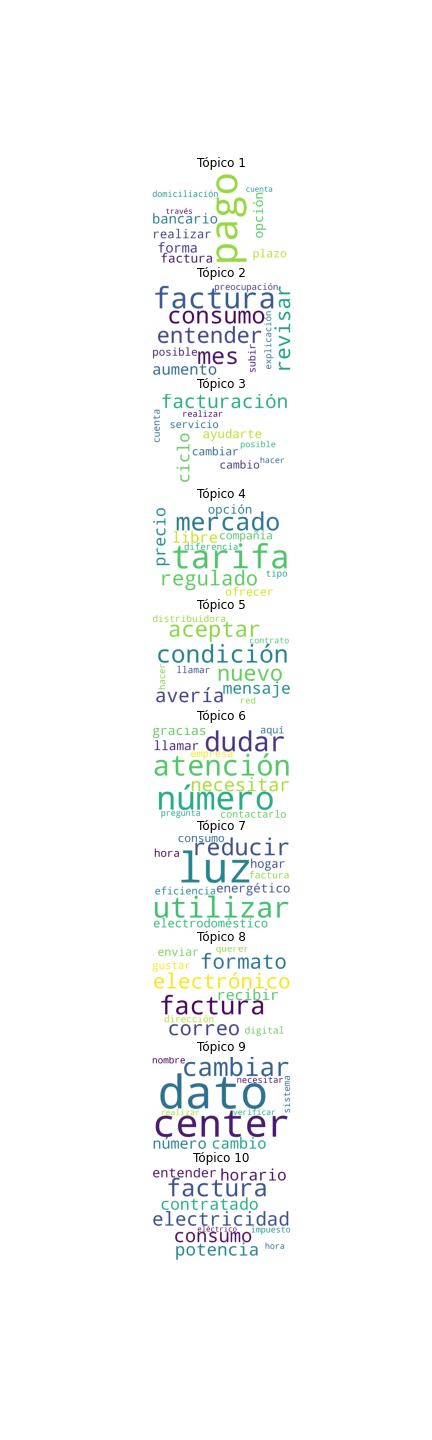 Tópico 1
pago
domiciliación
cuenta
través
bancario
opción
realizar
forma
plazo
factura
Tópico 2
preocupación
factura
consumo
revisar
entender
explicación
posible
mes
subir
aumento
Tópico 3
facturación
realizar
cuenta
servicio
ayudarte
ciclo
posible
cambiar
cambio
hacer
Tópico 4
opción
precio
mercado
libre
compañía
diferencia
tarifa
regulado
tipo
ofrecer
Tópico 5
distribuidora
aceptar
contrato
condición
hacer
llamar
nuevo
avería
mensaje
red
Tópico 6
gracias
aquí
llamar
dudar
empresa
atención
necesitar
número
pregunta
contactarlo
Tópico 7
consumo
hora
reducir
luz
hogar
factura
eficiencia
energético
utilizar
electrodoméstico
Tópico 8
enviar
querer
gustar
formato
electrónico
recibir
factura
dirección
correo
digital
Tópico 9
nombre
cambiar
necesitar
dato
sistema
realizar
verificar
center
número
cambio
Tópico 10
entender
horario
factura
contratado
electricidad
eléctrico
impuesto
consumo
potencia
hora